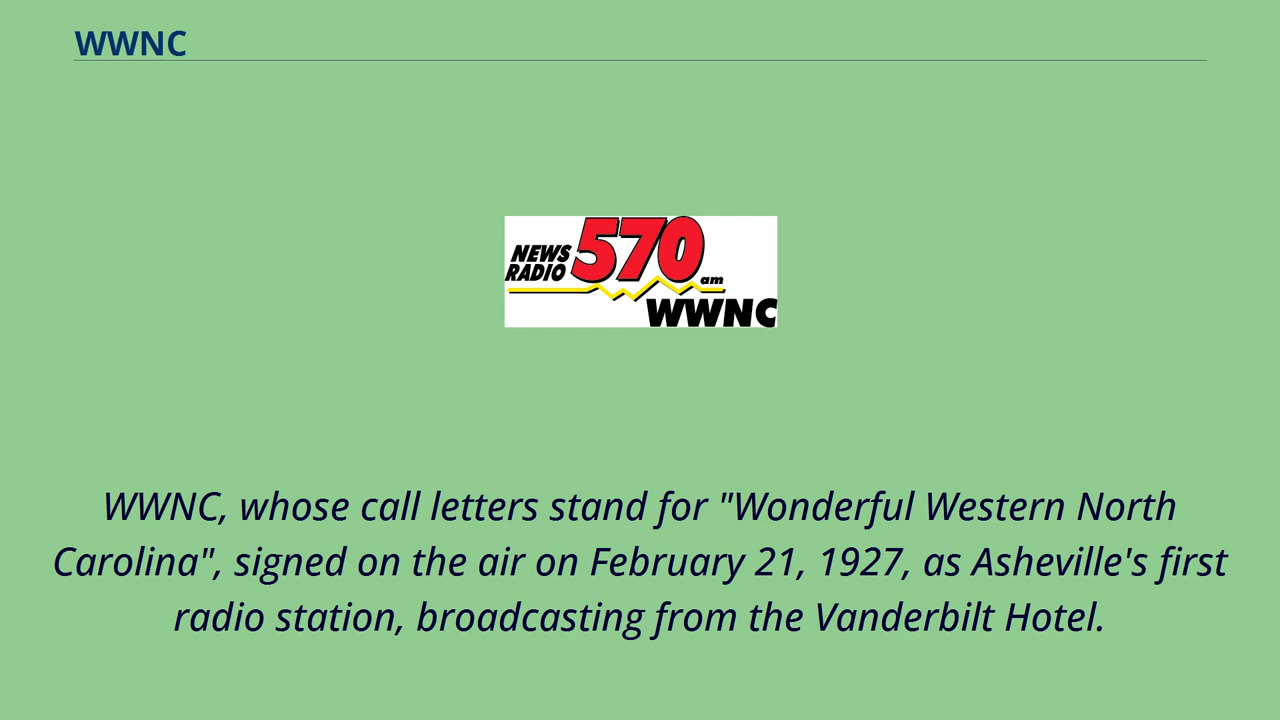 WWNC
NEWS
RADIO 570 am
WWNC
WWNC, whose call letters stand for "Wonderful Western North
Carolina", signed on the air on February 21, 1927, as Asheville's first
radio station, broadcasting from the Vanderbilt Hotel.